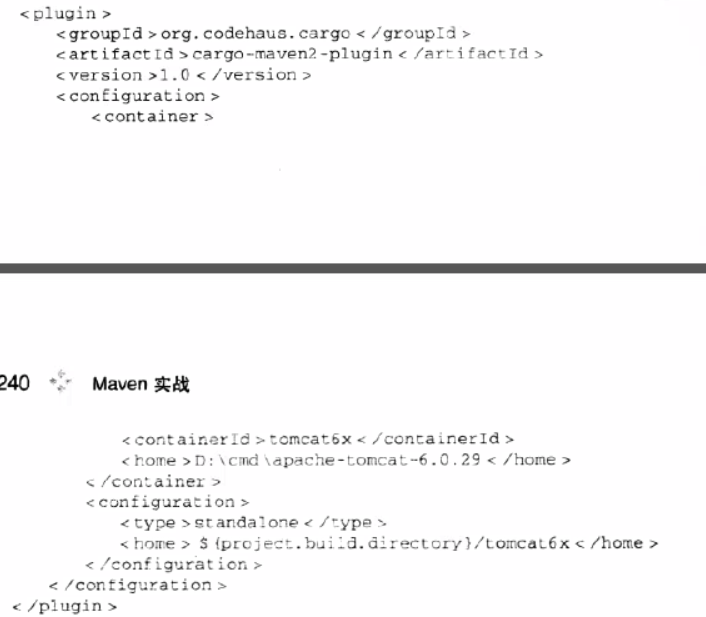 <plugin>
<groupId>org.codehaus.cargo</groupId>
<artifactId>cargo-maven2-plugin</artifactId>
<version>1.0</version>
<configuration>
<container>
240 Maven 实战
<containerId>tomcat6x</containerId>
<home>D:\cmd\apache-tomcat-6.0.29</home>
</container>
<configuration>
<type>standalone</type>
<home>${project.build.directory}/tomcat6x</home>
</configuration>
</configuration>
</plugin>